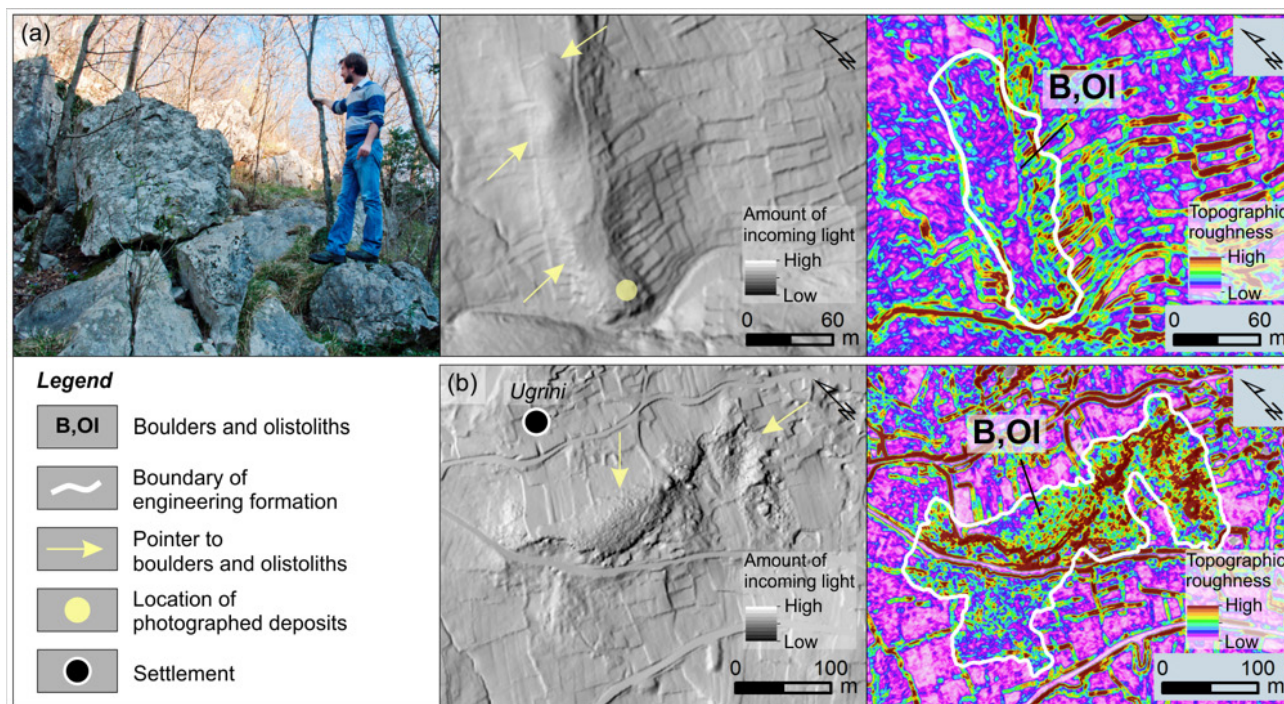 (a)
N
Amount of
incoming light
High
Low
0 60
m
N
B,Ol
Topographic
roughness
High
Low
0 60
m
Legend
B,Ol Boulders and olistoliths
Boundary of
engineering formation
Pointer to
boulders and olistoliths
Location of
photographed deposits
Settlement
(b)
Ugrini
N
Amount of
incoming light
High
Low
0 100
m
N
B,Ol
Topographic
roughness
High
Low
0 100
m